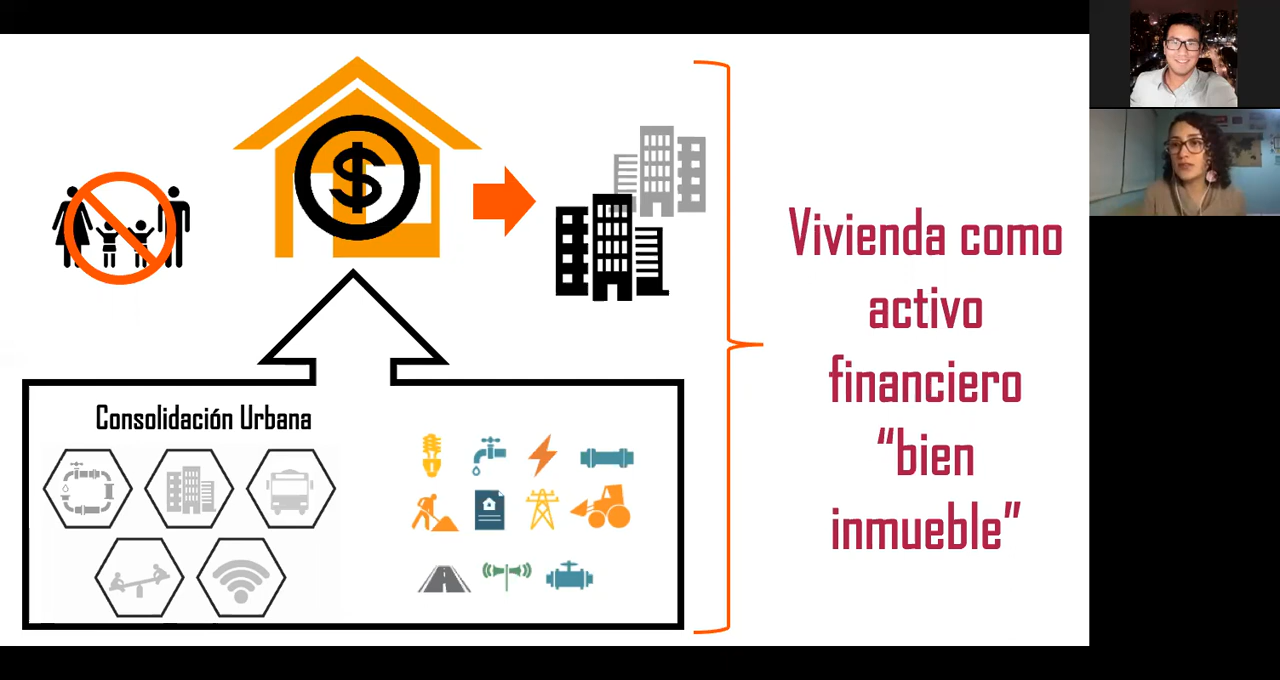 $
Vivienda como
activo
financiero
“bien
inmueble”
Consolidación Urbana